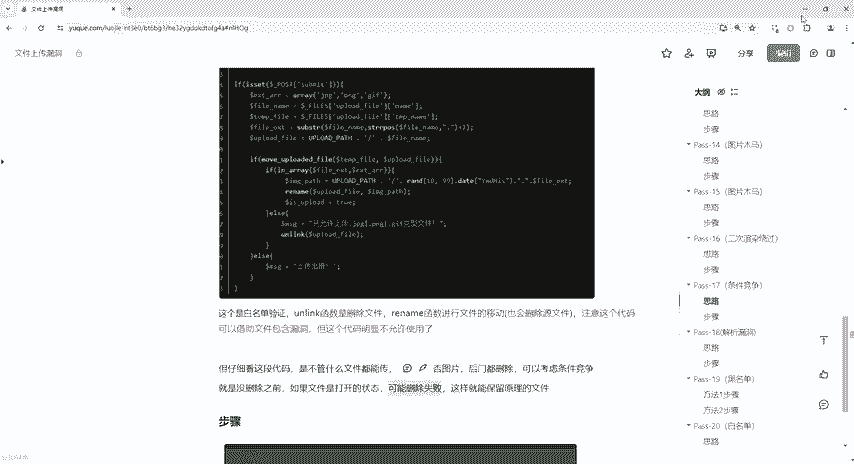 文件上传漏洞
文件上传漏洞
分享
if(isset($_POST['submit'])){
$ext_arr = array('jpg','png','gif');
$file_name = $_FILES['upload_file']['name'];
$temp_file = $_FILES['upload_file']['tmp_name'];
$file_ext = substr($file_name,strrpos($file_name,".")+1);
$upload_file = UPLOAD_PATH . '/' . $file_name;
if(move_uploaded_file($temp_file, $upload_file)){
if(in_array($file_ext,$ext_arr)){
$img_path = UPLOAD_PATH . '/'. rand(10, 99).date("YmdHis").".".$file_ext;
rename($upload_file, $img_path);
$is_upload = true;
}else{
$msg = "只允许上传.jpg|.png|.gif类型文件！";
unlink($upload_file);
}
}else{
$msg = '上传出错！';
}
}
这个是白名单验证，unlink函数是删除文件，rename函数进行文件的移动(也会删除源文件)，注意这个代码
可以借助文件包含漏洞，但这个代码明显不允许使用了
但仔细看这段代码，是不管什么文件都能传，
否图片，后门都删除，可以考虑条件竞争
就是没删除之前，如果文件是打开的状态，可能删除失败，这样就能保留原理的文件
步骤
大纲
思路
步骤
Pass-14（图片木马）
思路
步骤
Pass-15（图片木马）
思路
步骤
Pass-16（二次渲染绕过）
思路
步骤
Pass-17（条件竞争）
思路
步骤
Pass-18(解析漏洞)
思路
步骤
Pass-19（黑名单）
方法1步骤
方法2步骤
Pass-20（白名单）
思路